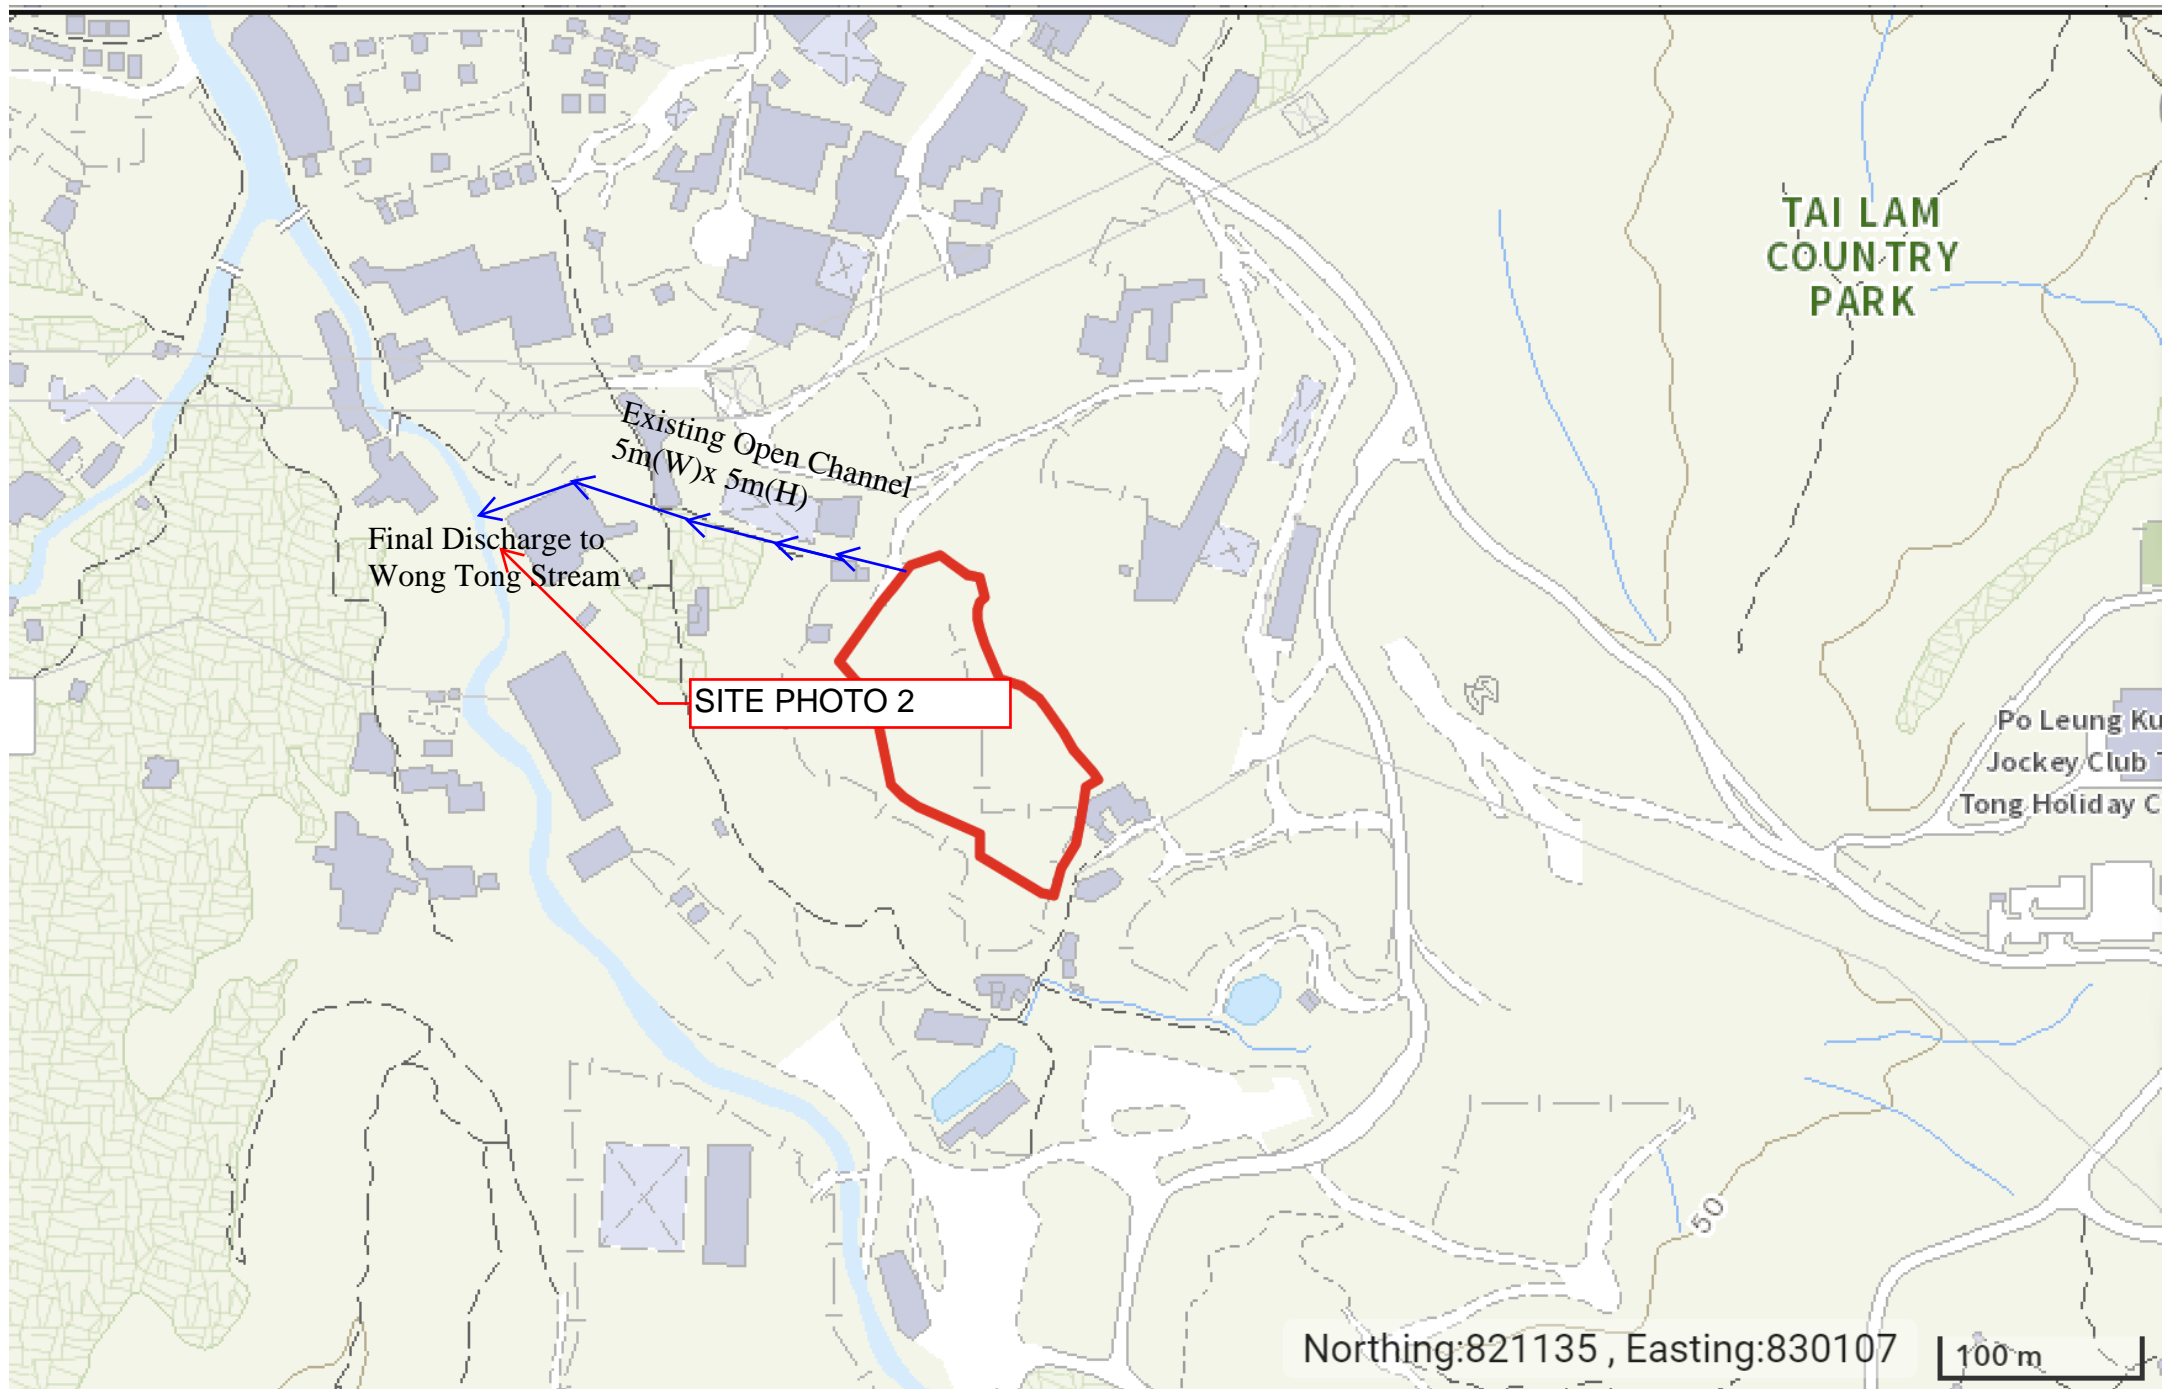 TAI LAM
COUNTRY
PARK
Existing Open Channel
5m(W)x 5m(H)
Final Discharge to
Wong Tong Stream
SITE PHOTO 2
Po Leung Ku
Jockey Club T
Tong Holiday C
50
Northing:821135 , Easting:830107
100 m